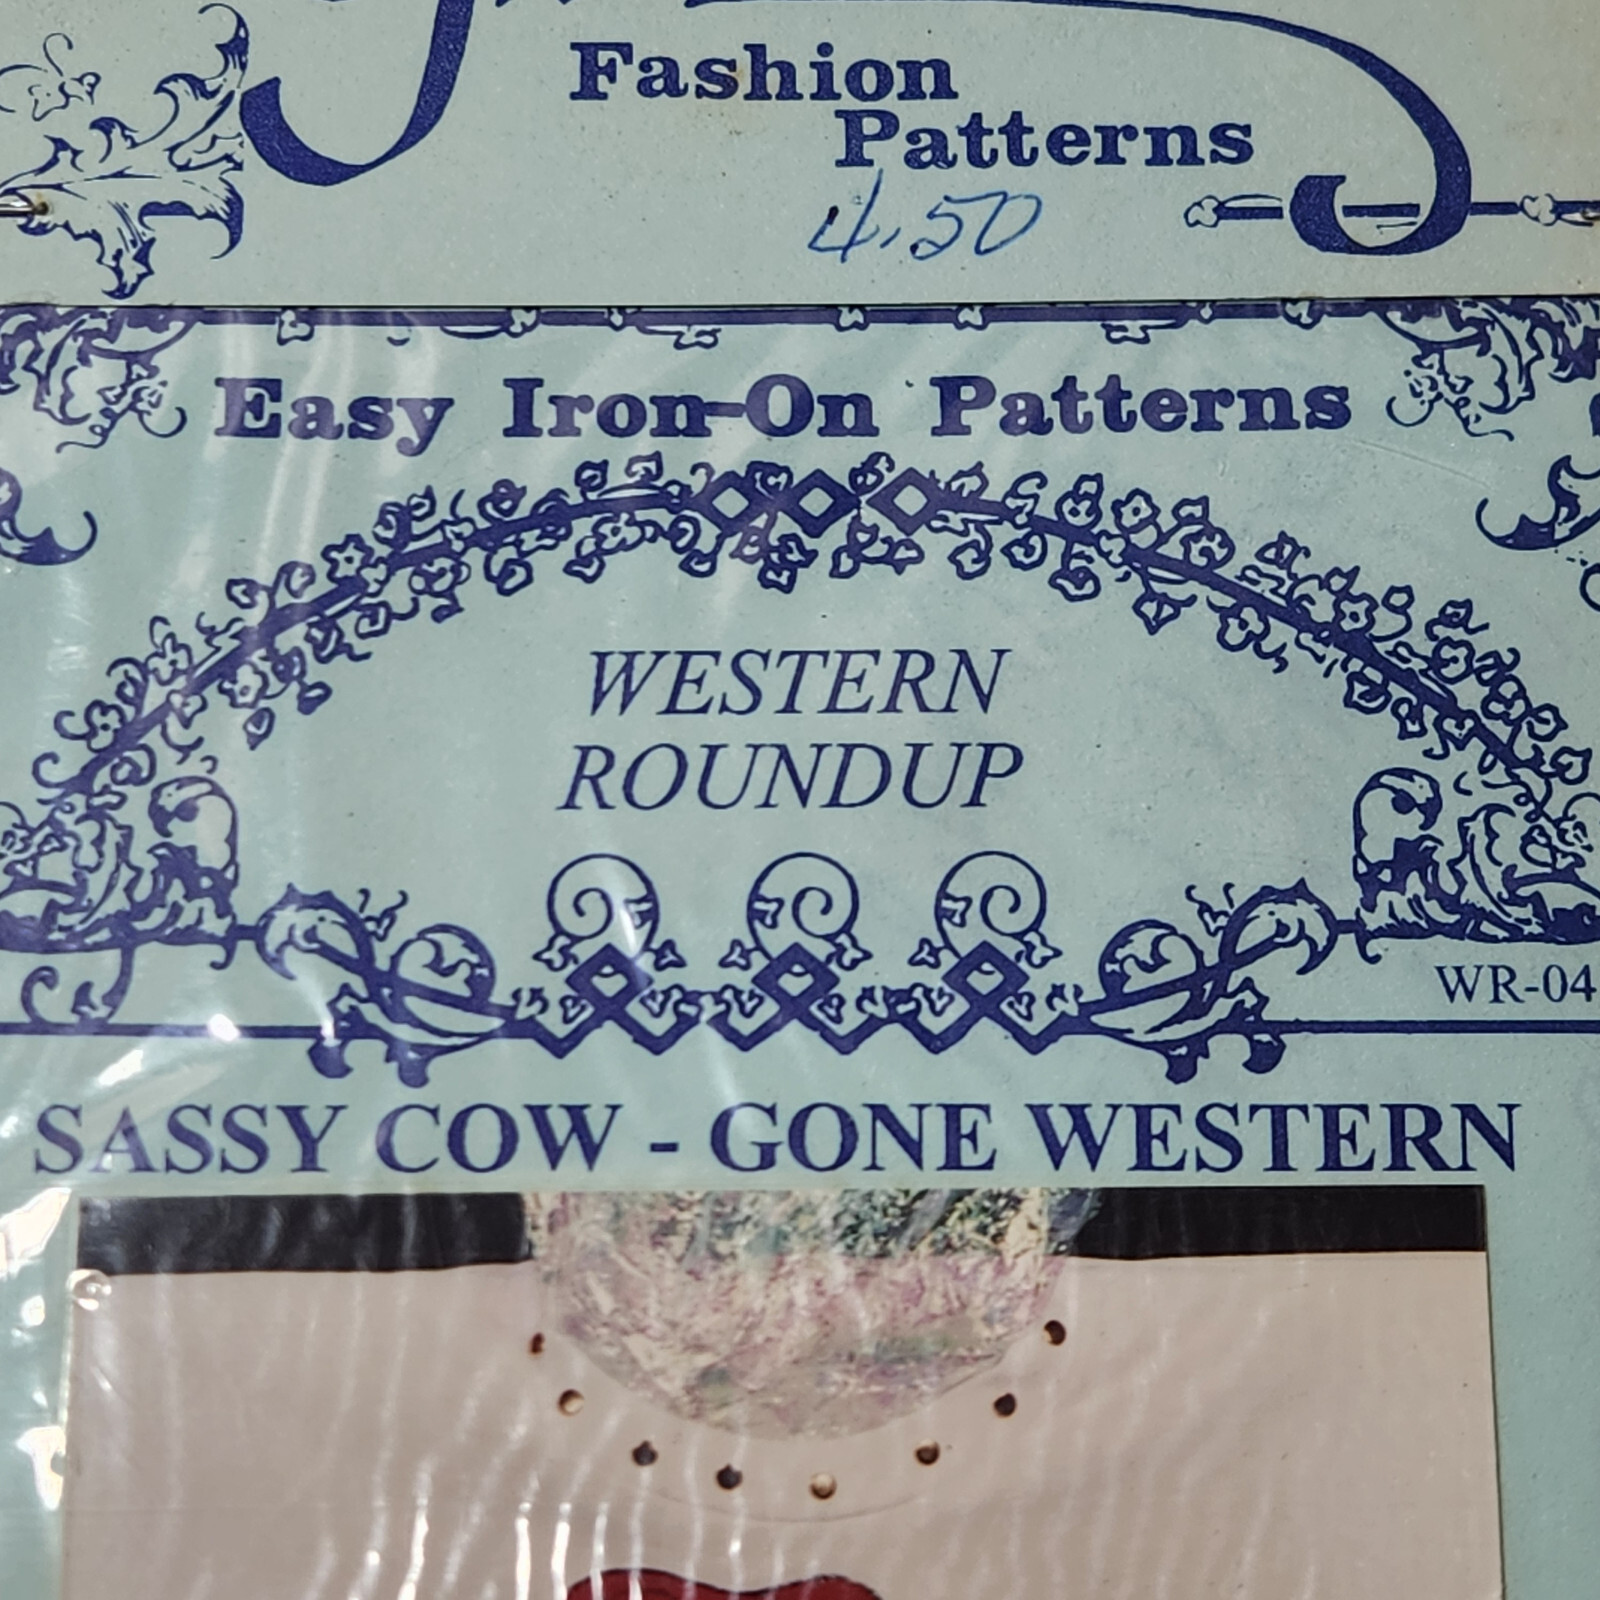 Fashion
Patterns
4.50
Easy Iron-On Patterns
WESTERN
ROUNDUP
WR-04
SASSY COW - GONE WESTERN